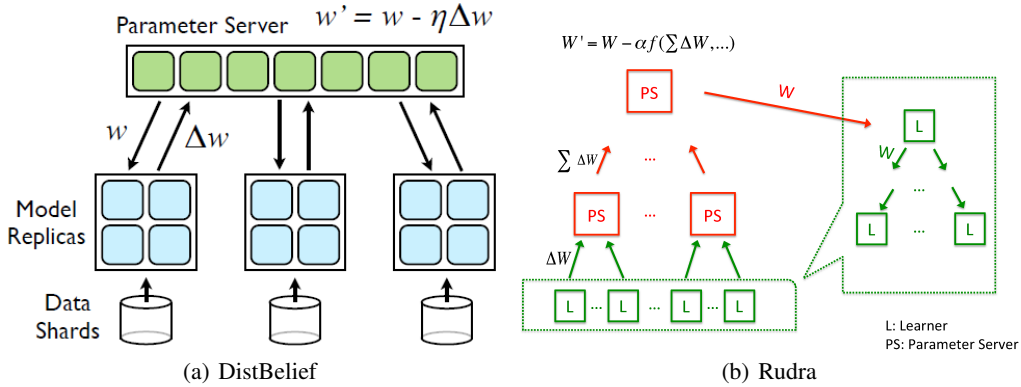 Parameter Server
w' = w - ηΔw
w
Δw
Model
Replicas
Data
Shards
(a) DistBelief
W' = W − αf(∑ ΔW,...)
PS
W
L
W
∑ ΔW
...
...
PS
...
PS
L
...
L
ΔW
L
...
L
...
L
...
L
L: Learner
PS: Parameter Server
(b) Rudra